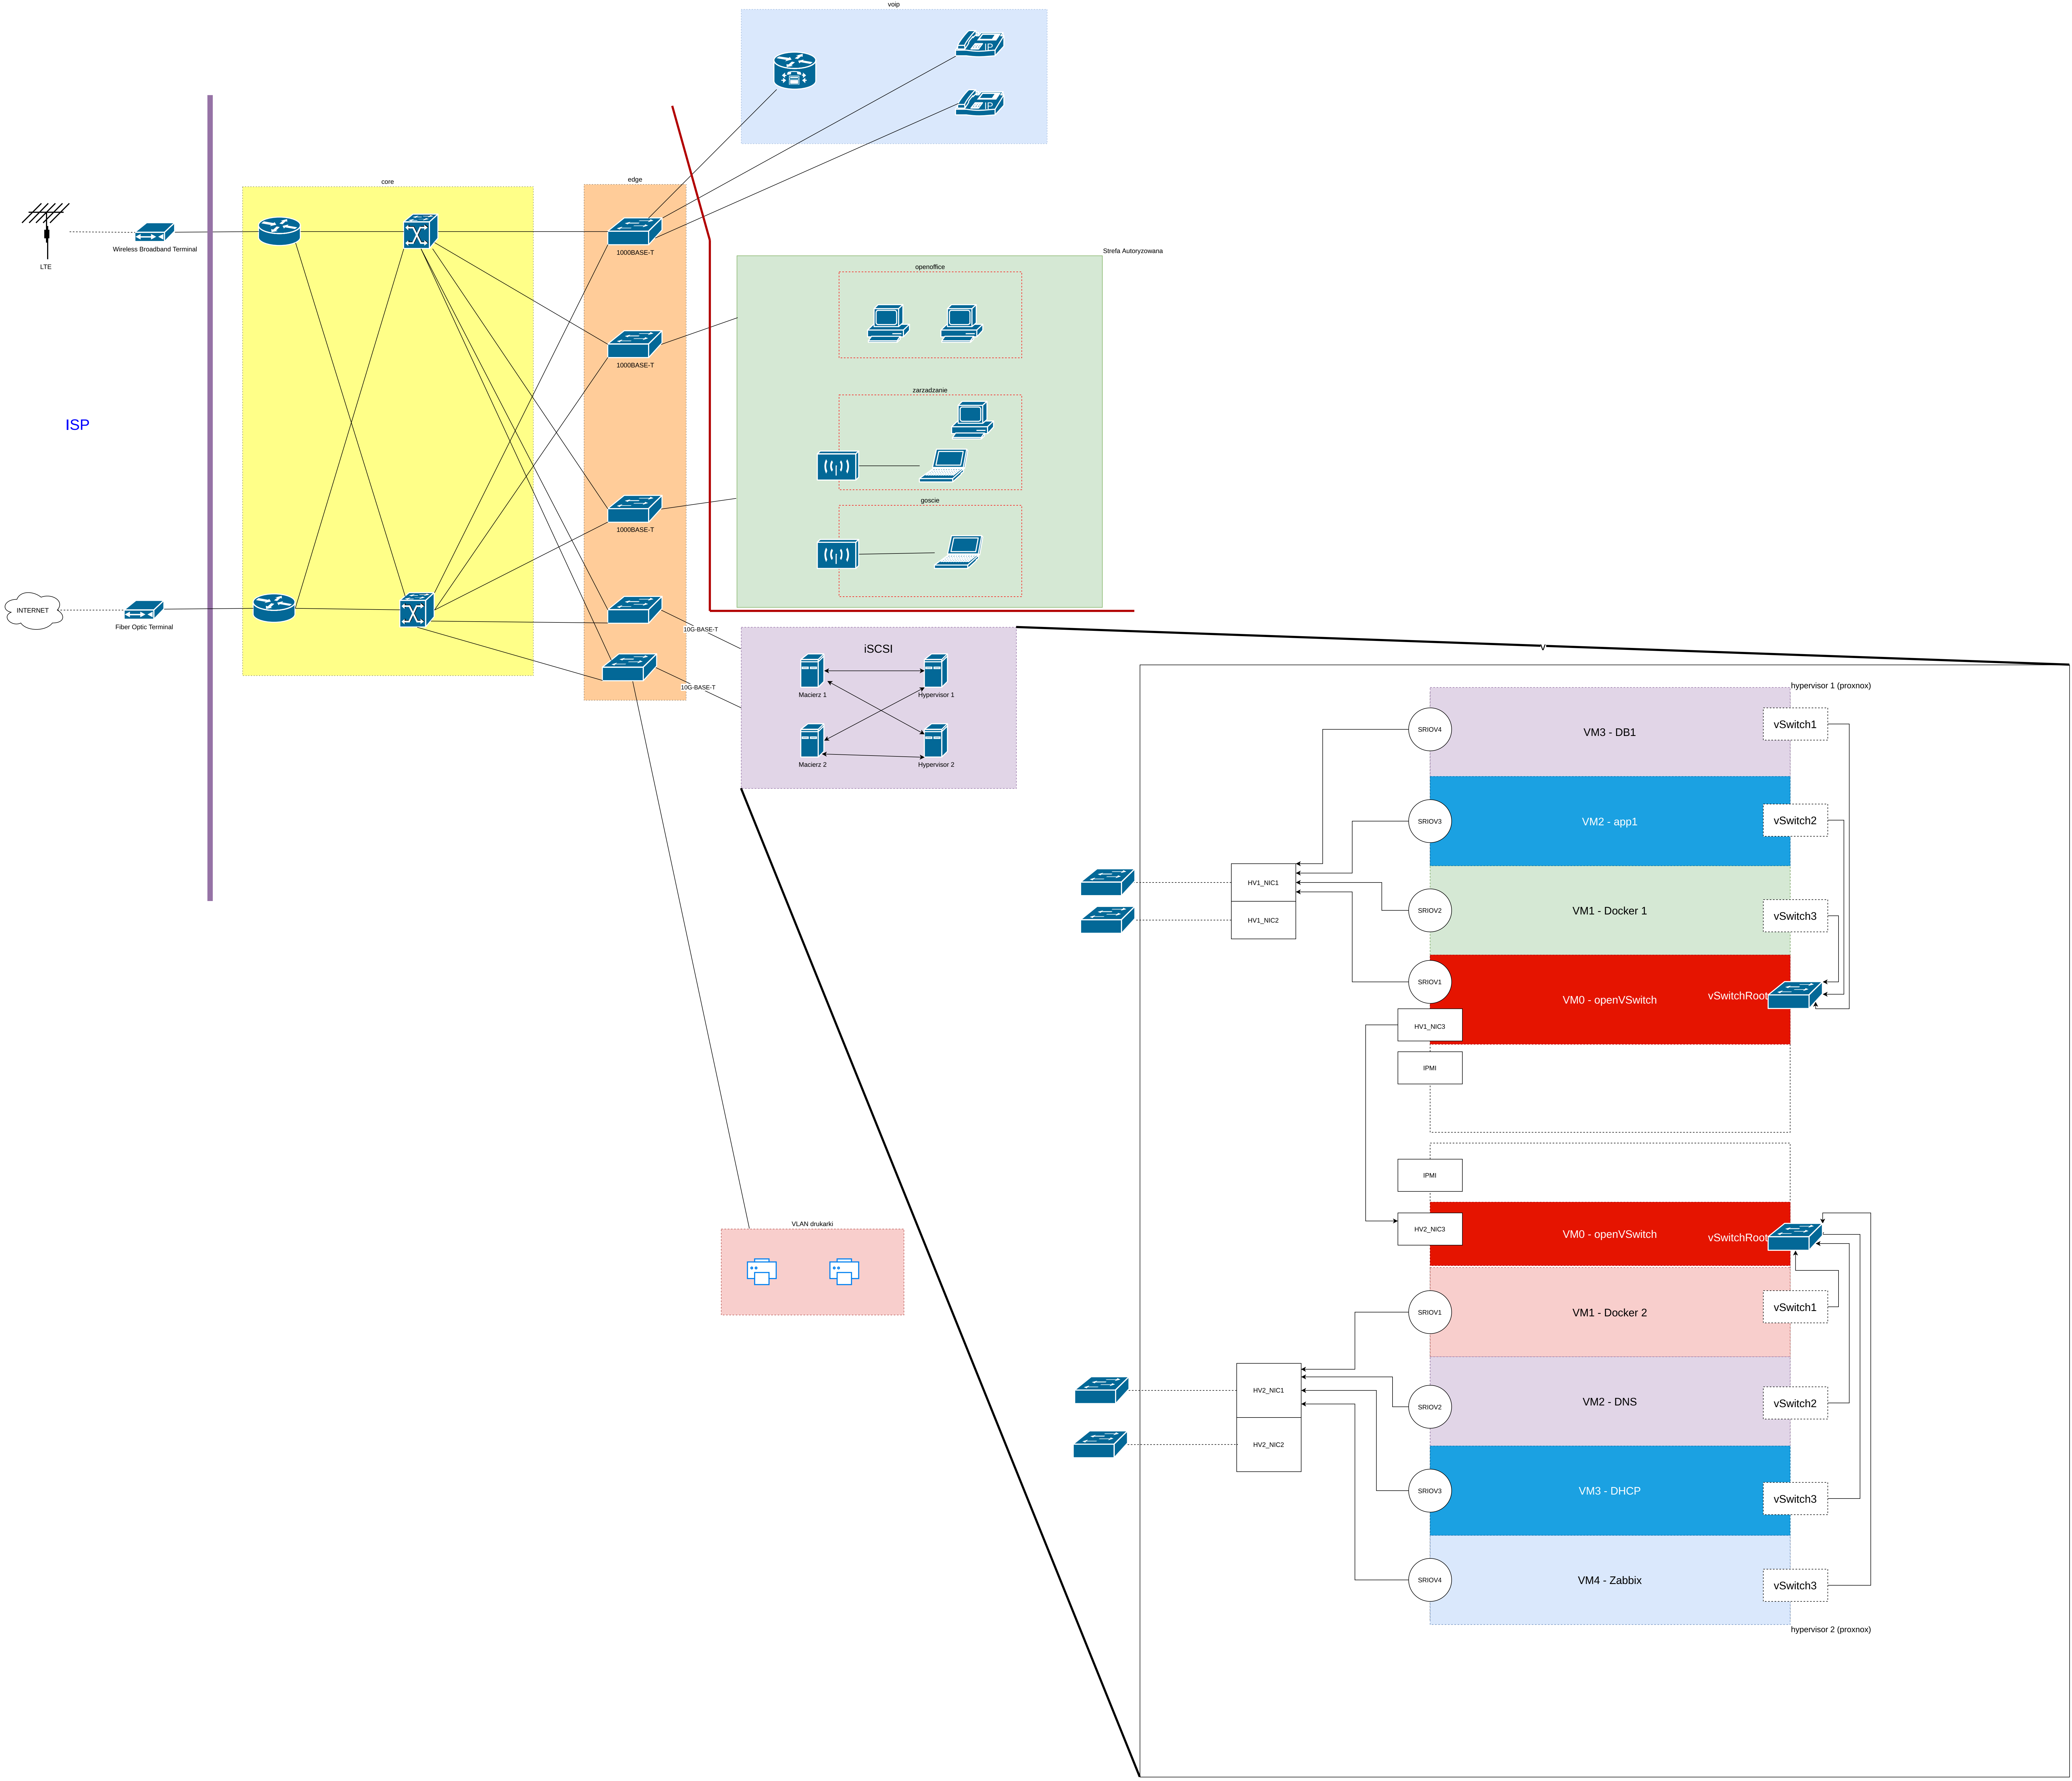 voip
IP
IP
core
edge
LTE
Wireless Broadband Terminal
1000BASE-T
Strefa Autoryzowana
openoffice
1000BASE-T
zarzadzanie
ISP
goscie
1000BASE-T
INTERNET
Fiber Optic Terminal
10G-BASE-T
10G-BASE-T
iSCSI
Macierz 1
Hypervisor 1
Macierz 2
Hypervisor 2
V
hypervisor 1 (proxnox)
SRIOV4
VM3 - DB1
vSwitch1
SRIOV3
VM2 - app1
vSwitch2
HV1_NIC1
HV1_NIC2
SRIOV2
VM1 - Docker 1
vSwitch3
SRIOV1
VM0 - openVSwitch
vSwitchRoot
HV1_NIC3
IPMI
IPMI
HV2_NIC3
VM0 - openVSwitch
vSwitchRoot
VLAN drukarki
SRIOV1
VM1 - Docker 2
vSwitch1
HV2_NIC1
HV2_NIC2
SRIOV2
VM2 - DNS
vSwitch2
SRIOV3
VM3 - DHCP
vSwitch3
SRIOV4
VM4 - Zabbix
vSwitch3
hypervisor 2 (proxnox)